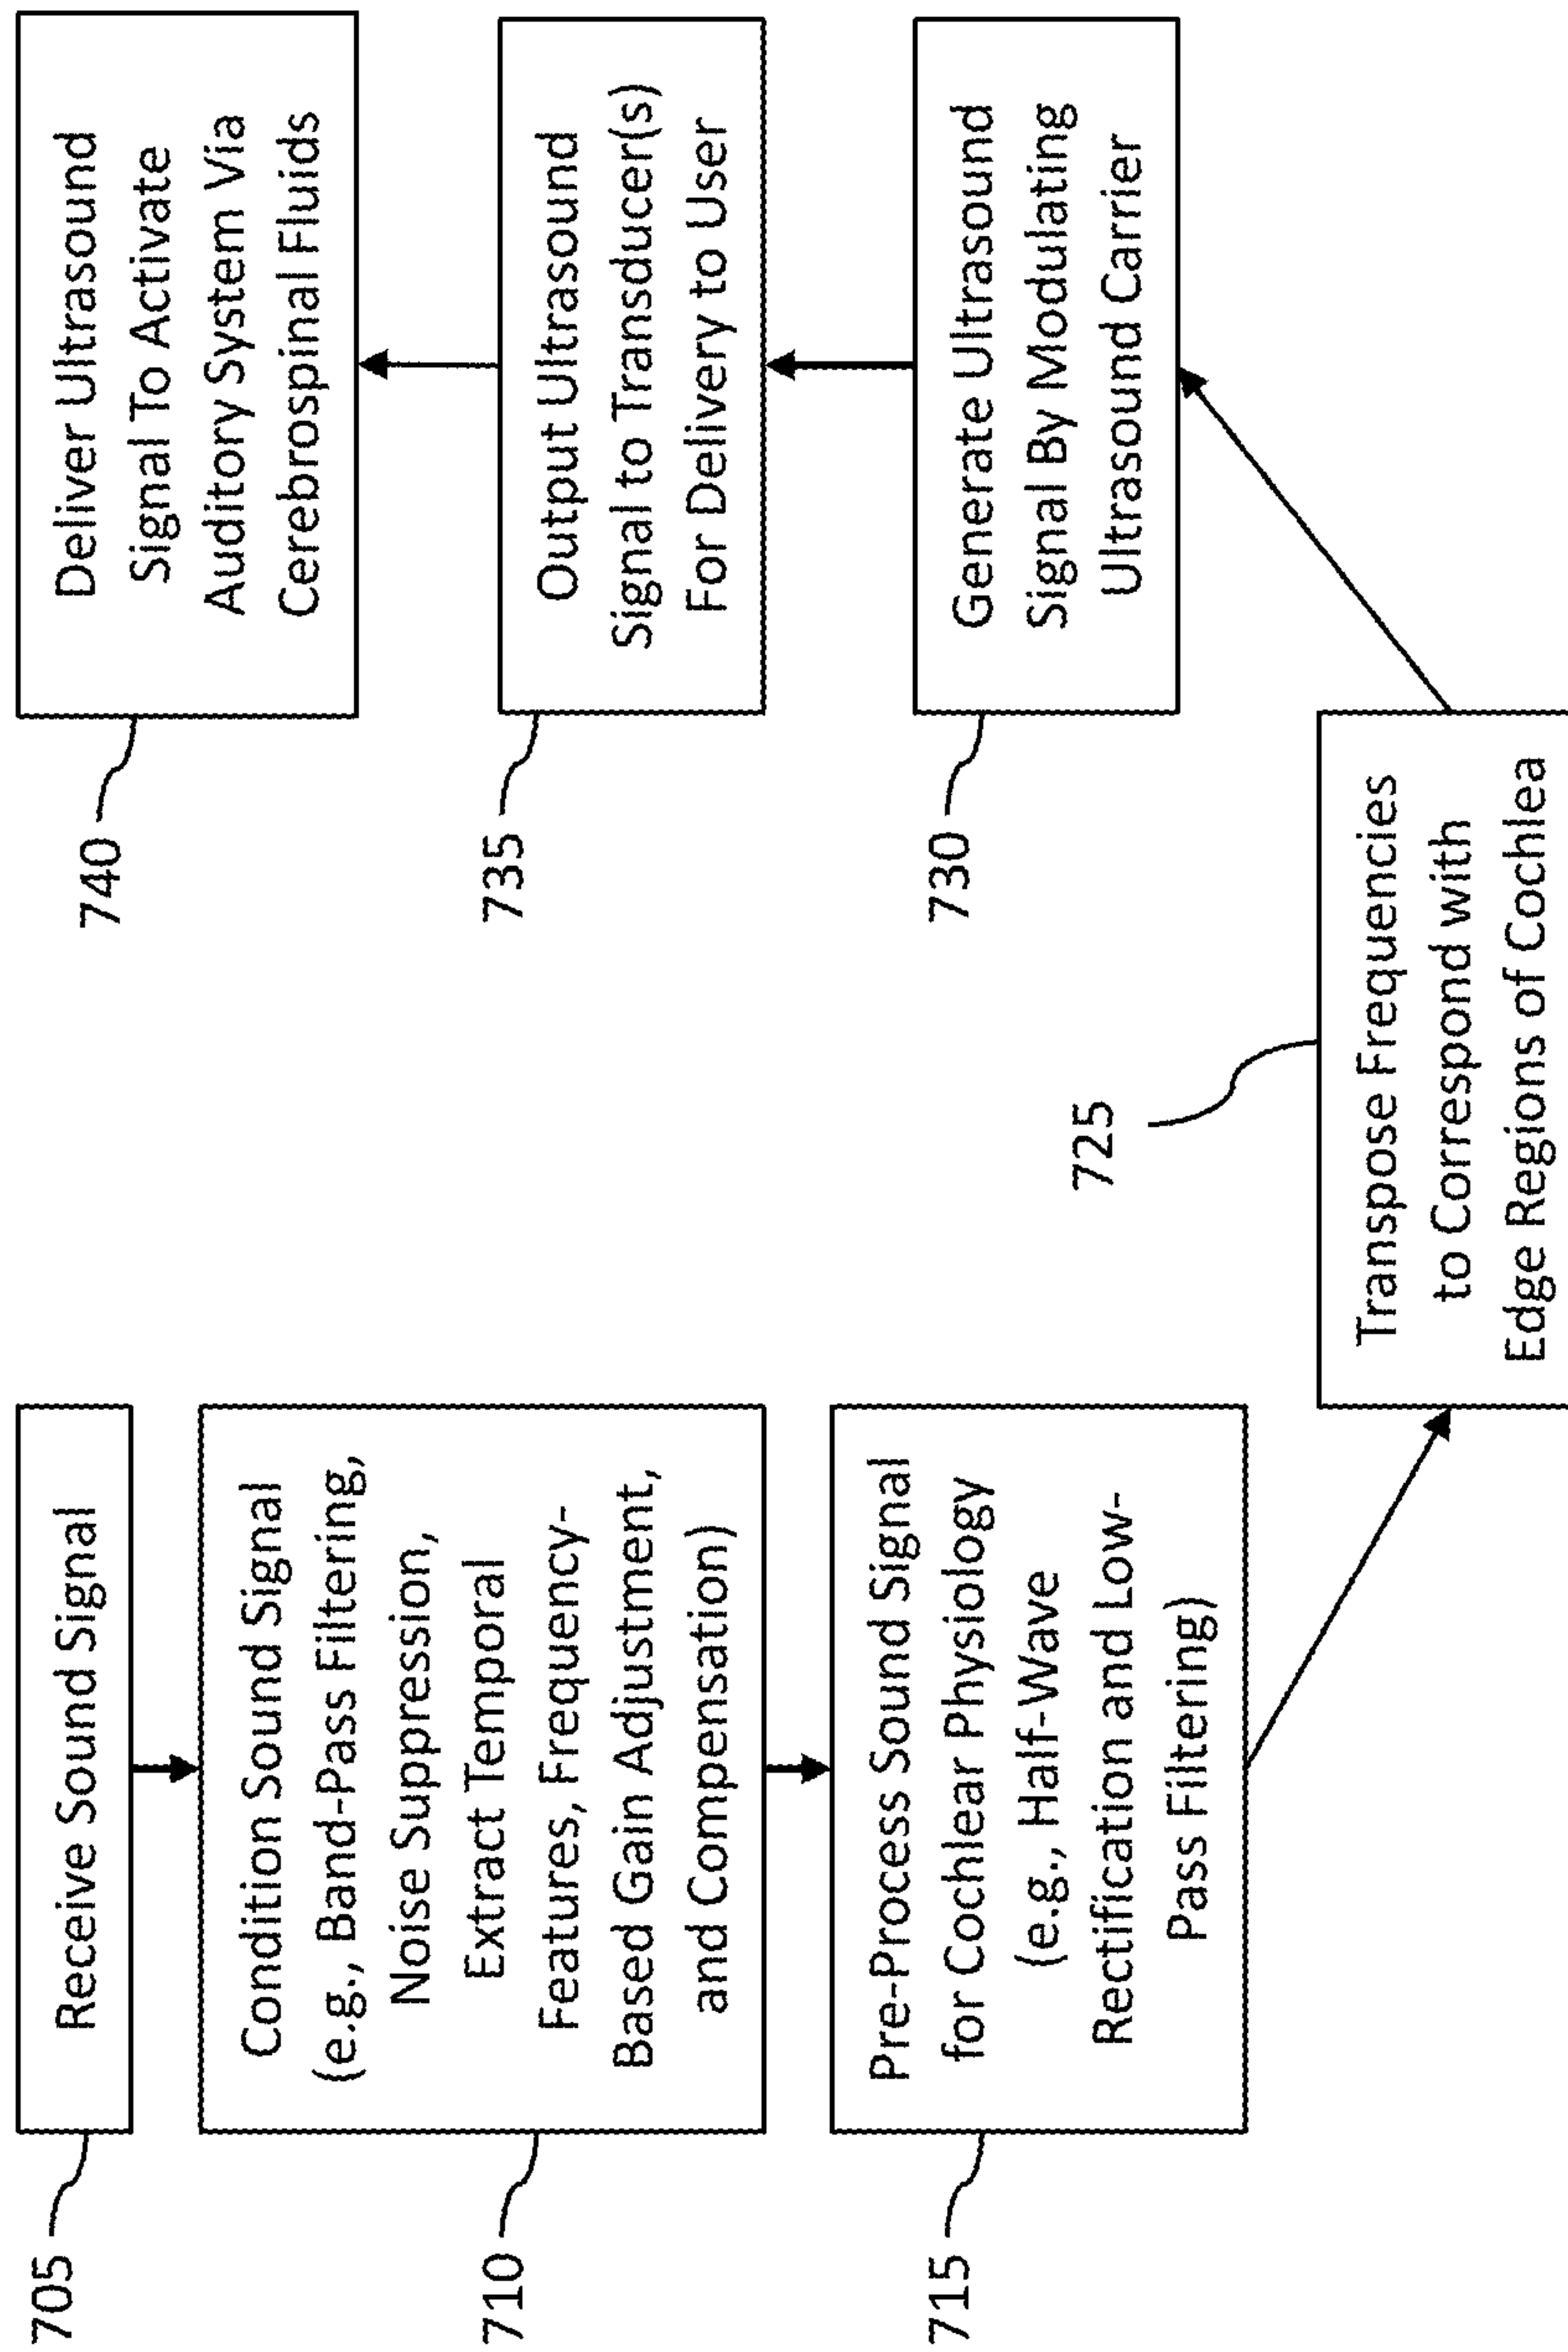 705
Receive Sound Signal
710
Condition Sound Signal
(e.g., Band-Pass Filtering,
Noise Suppression,
Extract Temporal
Features, Frequency-
Based Gain Adjustment,
and Compensation)
715
Pre-Process Sound Signal
for Cochlear Physiology
(e.g., Half-Wave
Rectification and Low-
Pass Filtering)
725
Transpose Frequencies
to Correspond with
Edge Regions of Cochlea
730
Generate Ultrasound
Signal By Modulating
Ultrasound Carrier
735
Output Ultrasound
Signal to Transducer(s)
For Delivery to User
740
Deliver Ultrasound
Signal To Activate
Auditory System Via
Cerebrospinal Fluids